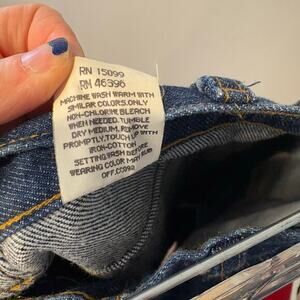 RN 15099
RN 46396
MACHINE WASH WARM WITH
SIMILAR COLORS.ONLY
NON-CHLORINE BLEACH
WHEN NEEDED.TUMBLE
DRY MEDIUM,REMOVE
PROMPTLY.TOUCH UP WITH
IRON-COTTON
SETTING.WASH BEFORE
WEARING COLOR MAY RUB
OFF.CC092